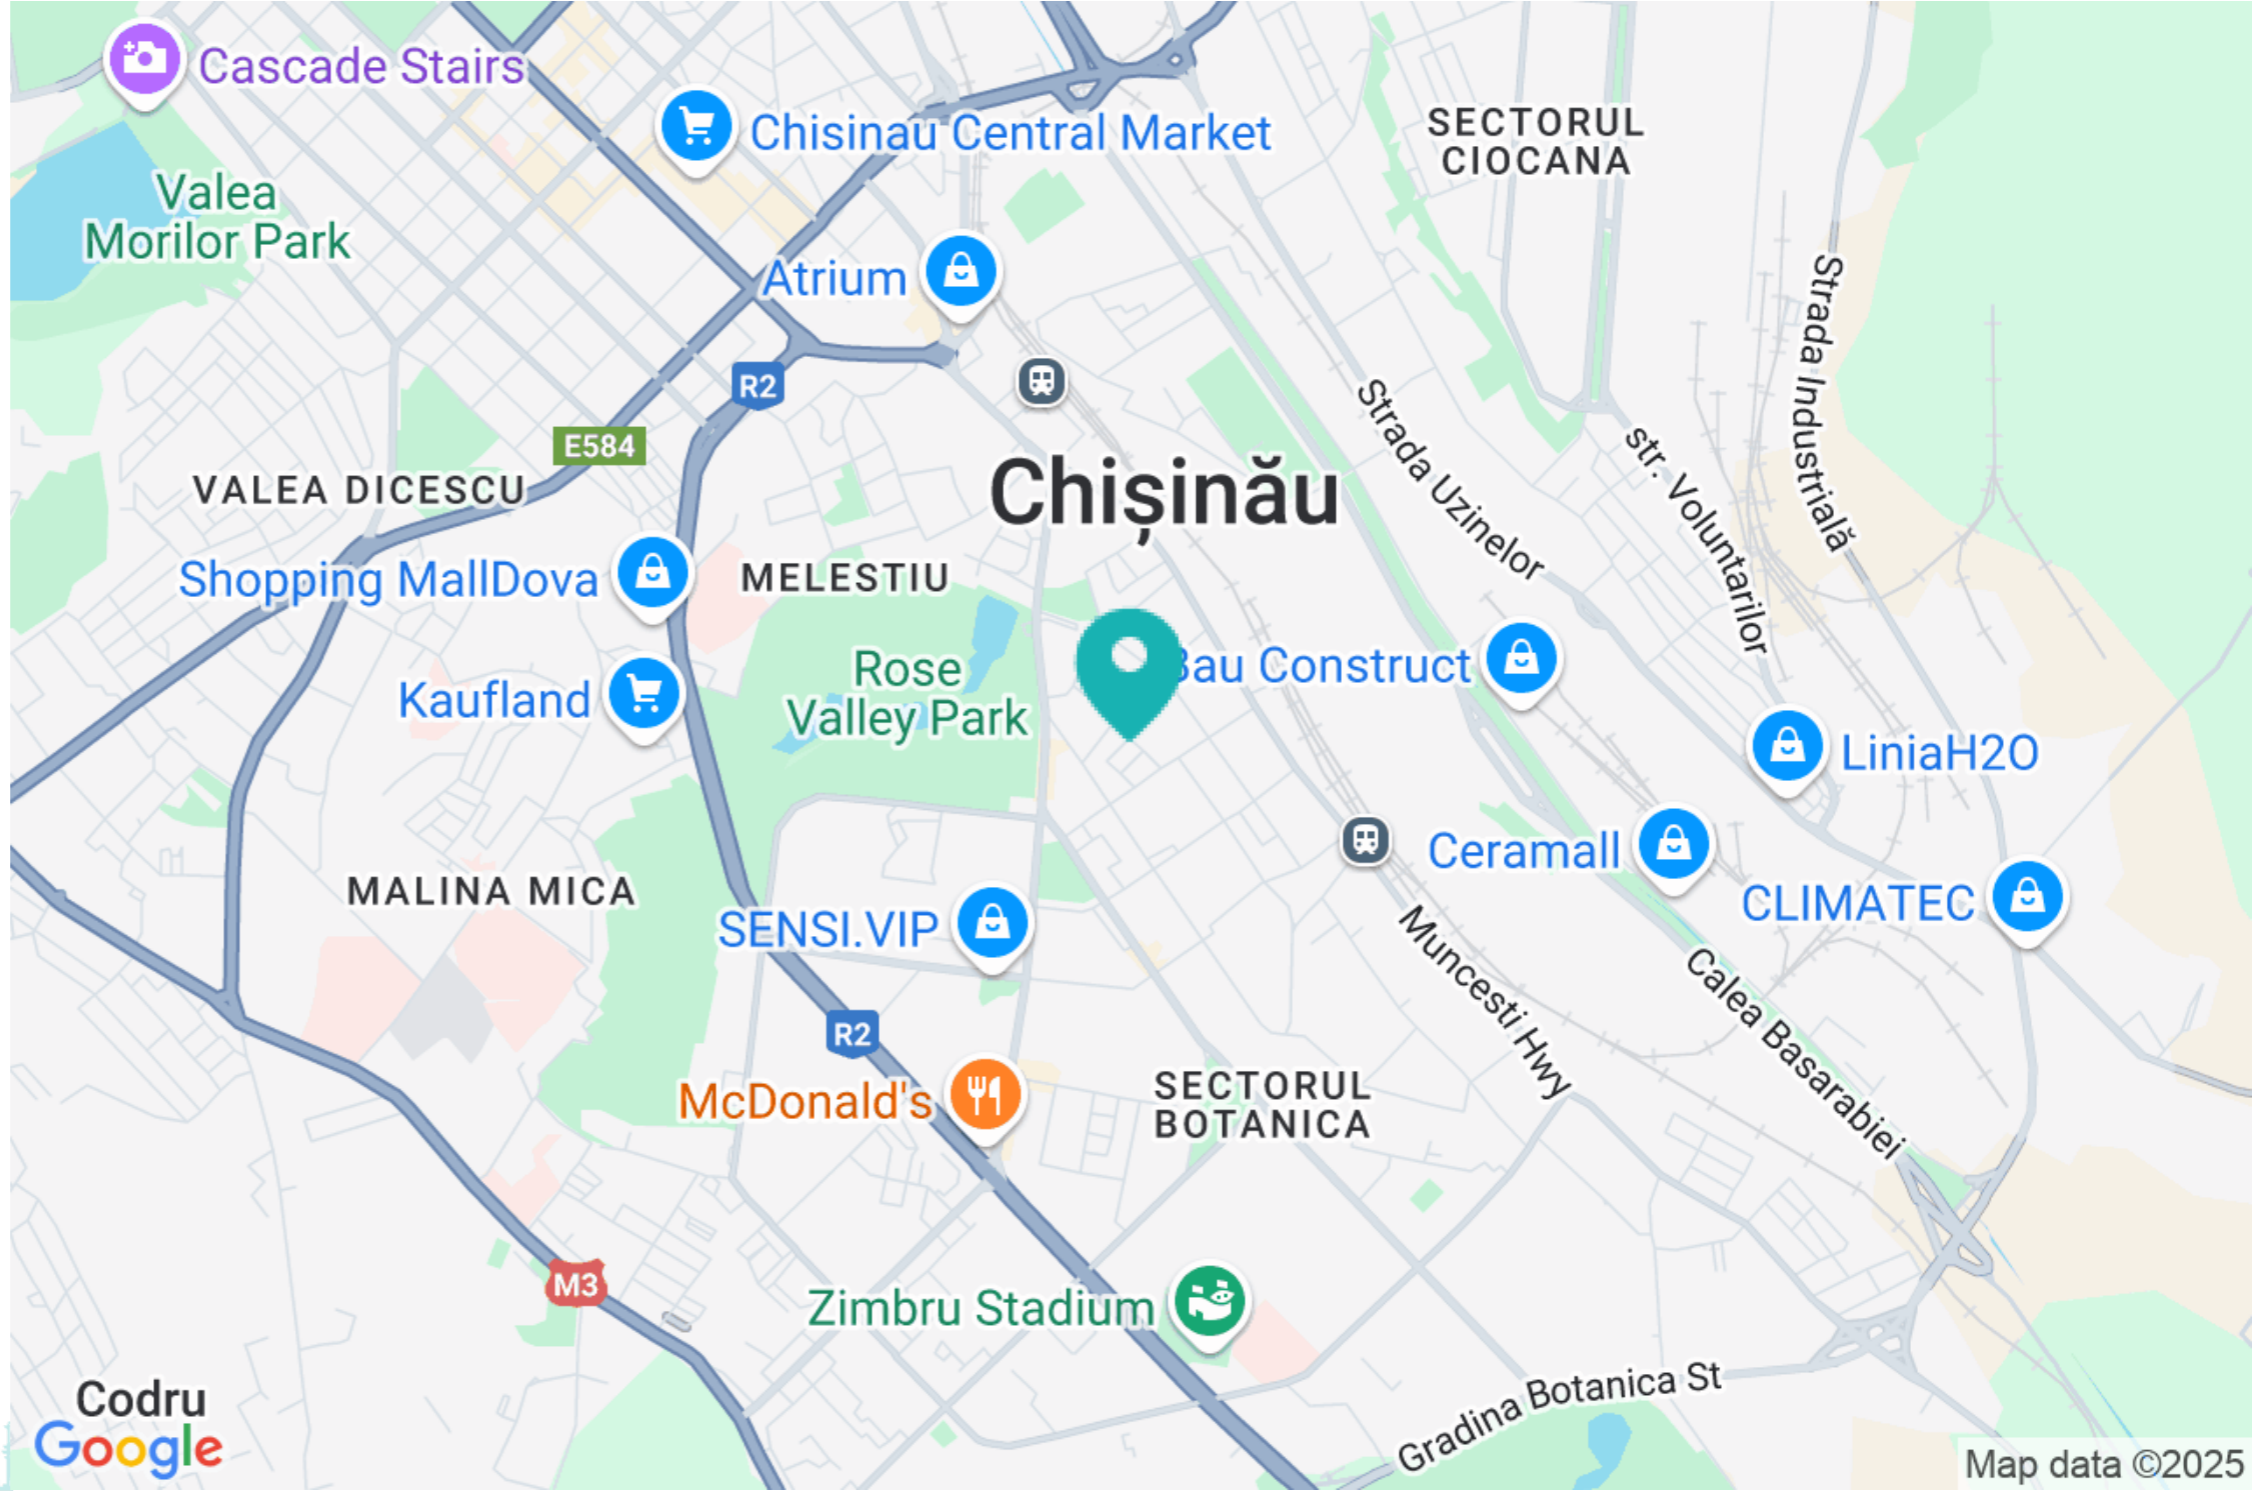 Cascade Stairs
Chisinau Central Market
SECTORUL
CIOCANA
Valea
Morilor Park
Atrium
Strada Industrială
R2
E584
Strada Uzinelor
str. Voluntarilor
VALEA DICESCU
Chișinău
Shopping MallDova
MELESTIU
Rose
Valley Park
Bau Construct
Kaufland
LiniaH2O
Ceramall
MALINA MICA
CLIMATEC
SENSI.VIP
Muncesti Hwy
Calea Basarabiei
R2
McDonald's
SECTORUL
BOTANICA
M3
Zimbru Stadium
Gradina Botanica St
Codru
Google
Map data ©2025